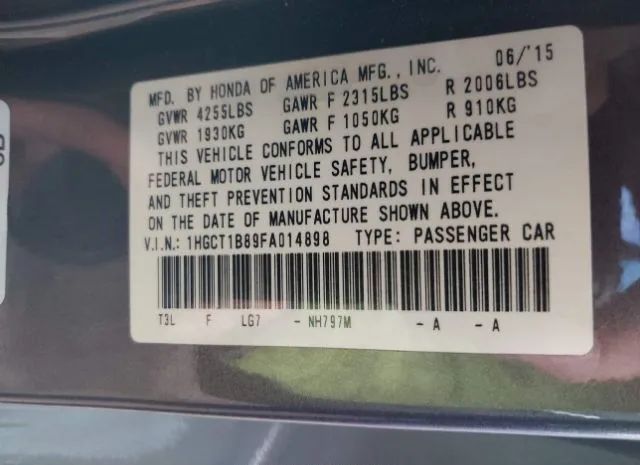 MFD. BY HONDA OF AMERICA MFG., INC. 06/'15
GVWR 4255LBS GAWR F 2315LBS R 2006LBS
GVWR 1930KG GAWR F 1050KG R 910KG
THIS VEHICLE CONFORMS TO ALL APPLICABLE
FEDERAL MOTOR VEHICLE SAFETY, BUMPER,
AND THEFT PREVENTION STANDARDS IN EFFECT
ON THE DATE OF MANUFACTURE SHOWN ABOVE.
V.I.N.: 1HGCT1B89FA014898 TYPE: PASSENGER CAR
T3L F LG7 - NH797M - A - A